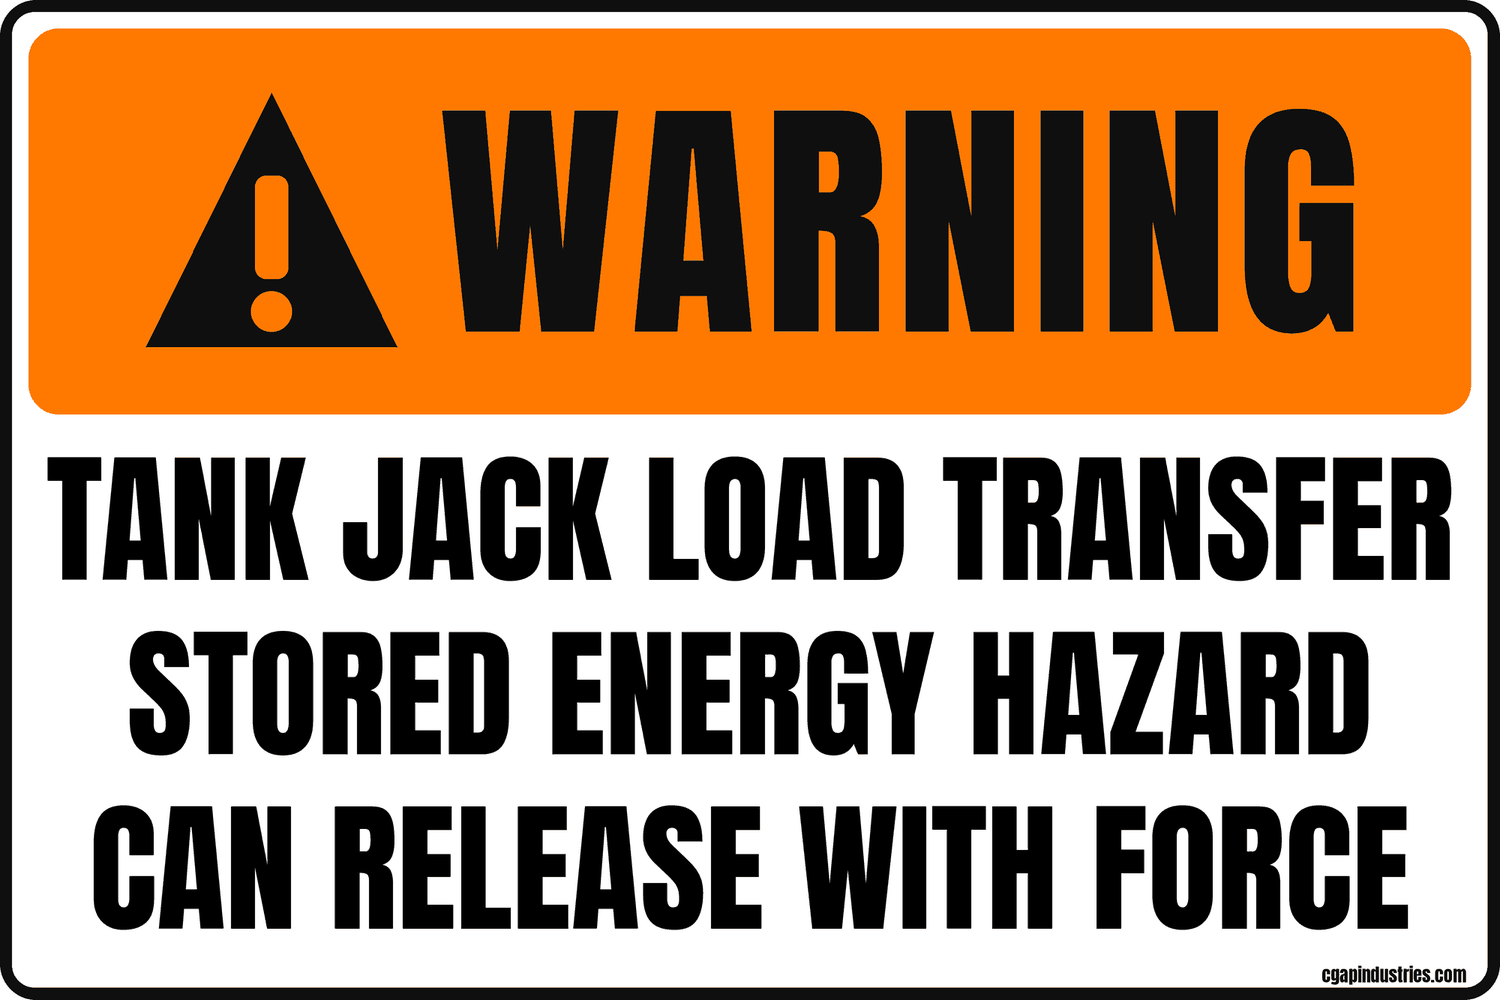 WARNING
TANK JACK LOAD TRANSFER
STORED ENERGY HAZARD
CAN RELEASE WITH FORCE
cgapindustries.com